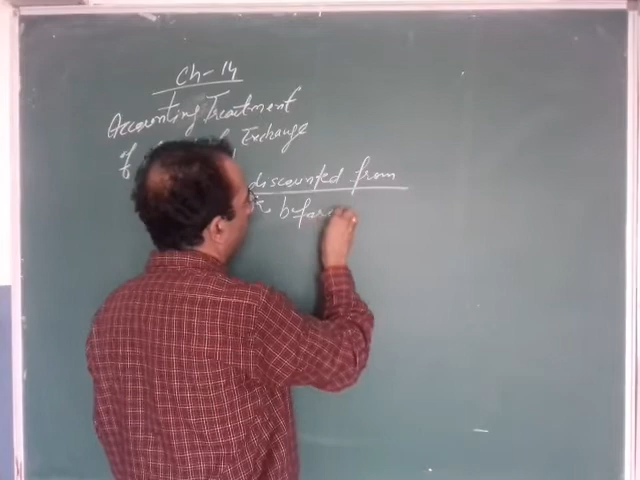 Ch-14
Accounting Treatment
of Exchange
discounted from
before